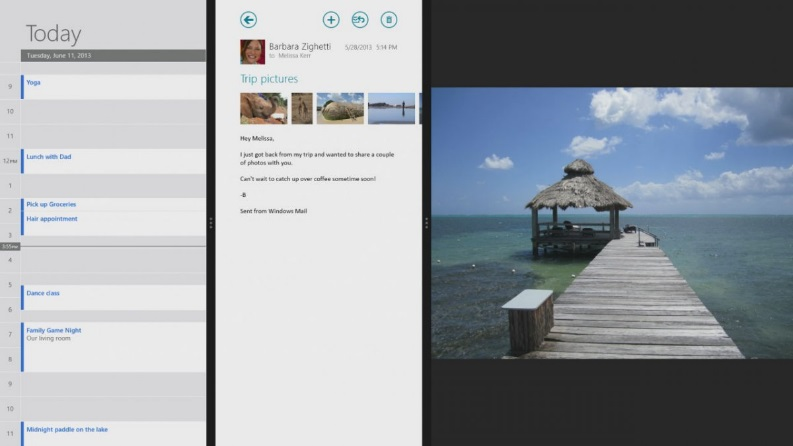 Today
Tuesday, June 11, 2013
9
Yoga
10
11
12PM
Lunch with Dad
1
Pick up Groceries
2
Hair appointment
3
3:35PM
4
5
Dance class
6
7
Family Game Night
Our living room
8
9
10
11
Midnight paddle on the lake
Barbara Zighetti
5/28/2013 5:14 PM
to Melissa Kerr
Trip pictures
Hey Melissa,
I just got back from my trip and wanted to share a couple
of photos with you.
Can't wait to catch up over coffee sometime soon!
-B
Sent from Windows Mail